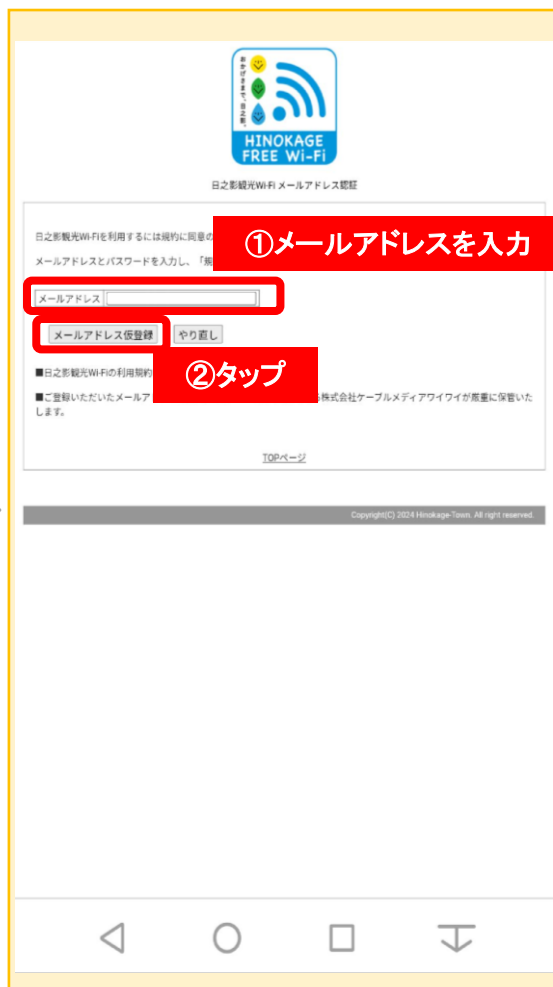 おかげさまで、日之影。
HINOKAGE
FREE Wi-Fi
日之影観光Wi-Fi メールアドレス認証
日之影観光Wi-Fiを利用するには規約に同意の
①メールアドレスを入力
メールアドレスとパスワードを入力し、「規
メールアドレス
メールアドレス仮登録 やり直し
■日之影観光Wi-Fiの利用規約
②タップ
■ご登録いただいたメールア 株式会社ケーブルメディアワイワイが厳重に保管いた
します。
TOPページ
Copyright(C) 2024 Hinokage-Town. All right reserved.